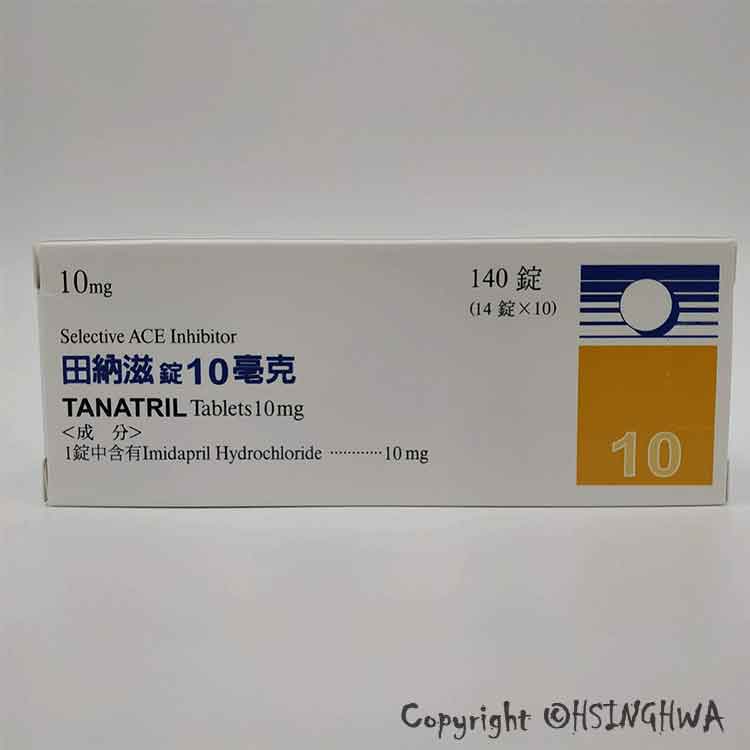 10mg
140 錠
(14 錠×10)
Selective ACE Inhibitor
田納滋錠10毫克
TANATRIL Tablets10mg
<成　分>
1錠中含有Imidapril Hydrochloride ············10 mg
10
Copyright ©HSINGHWA